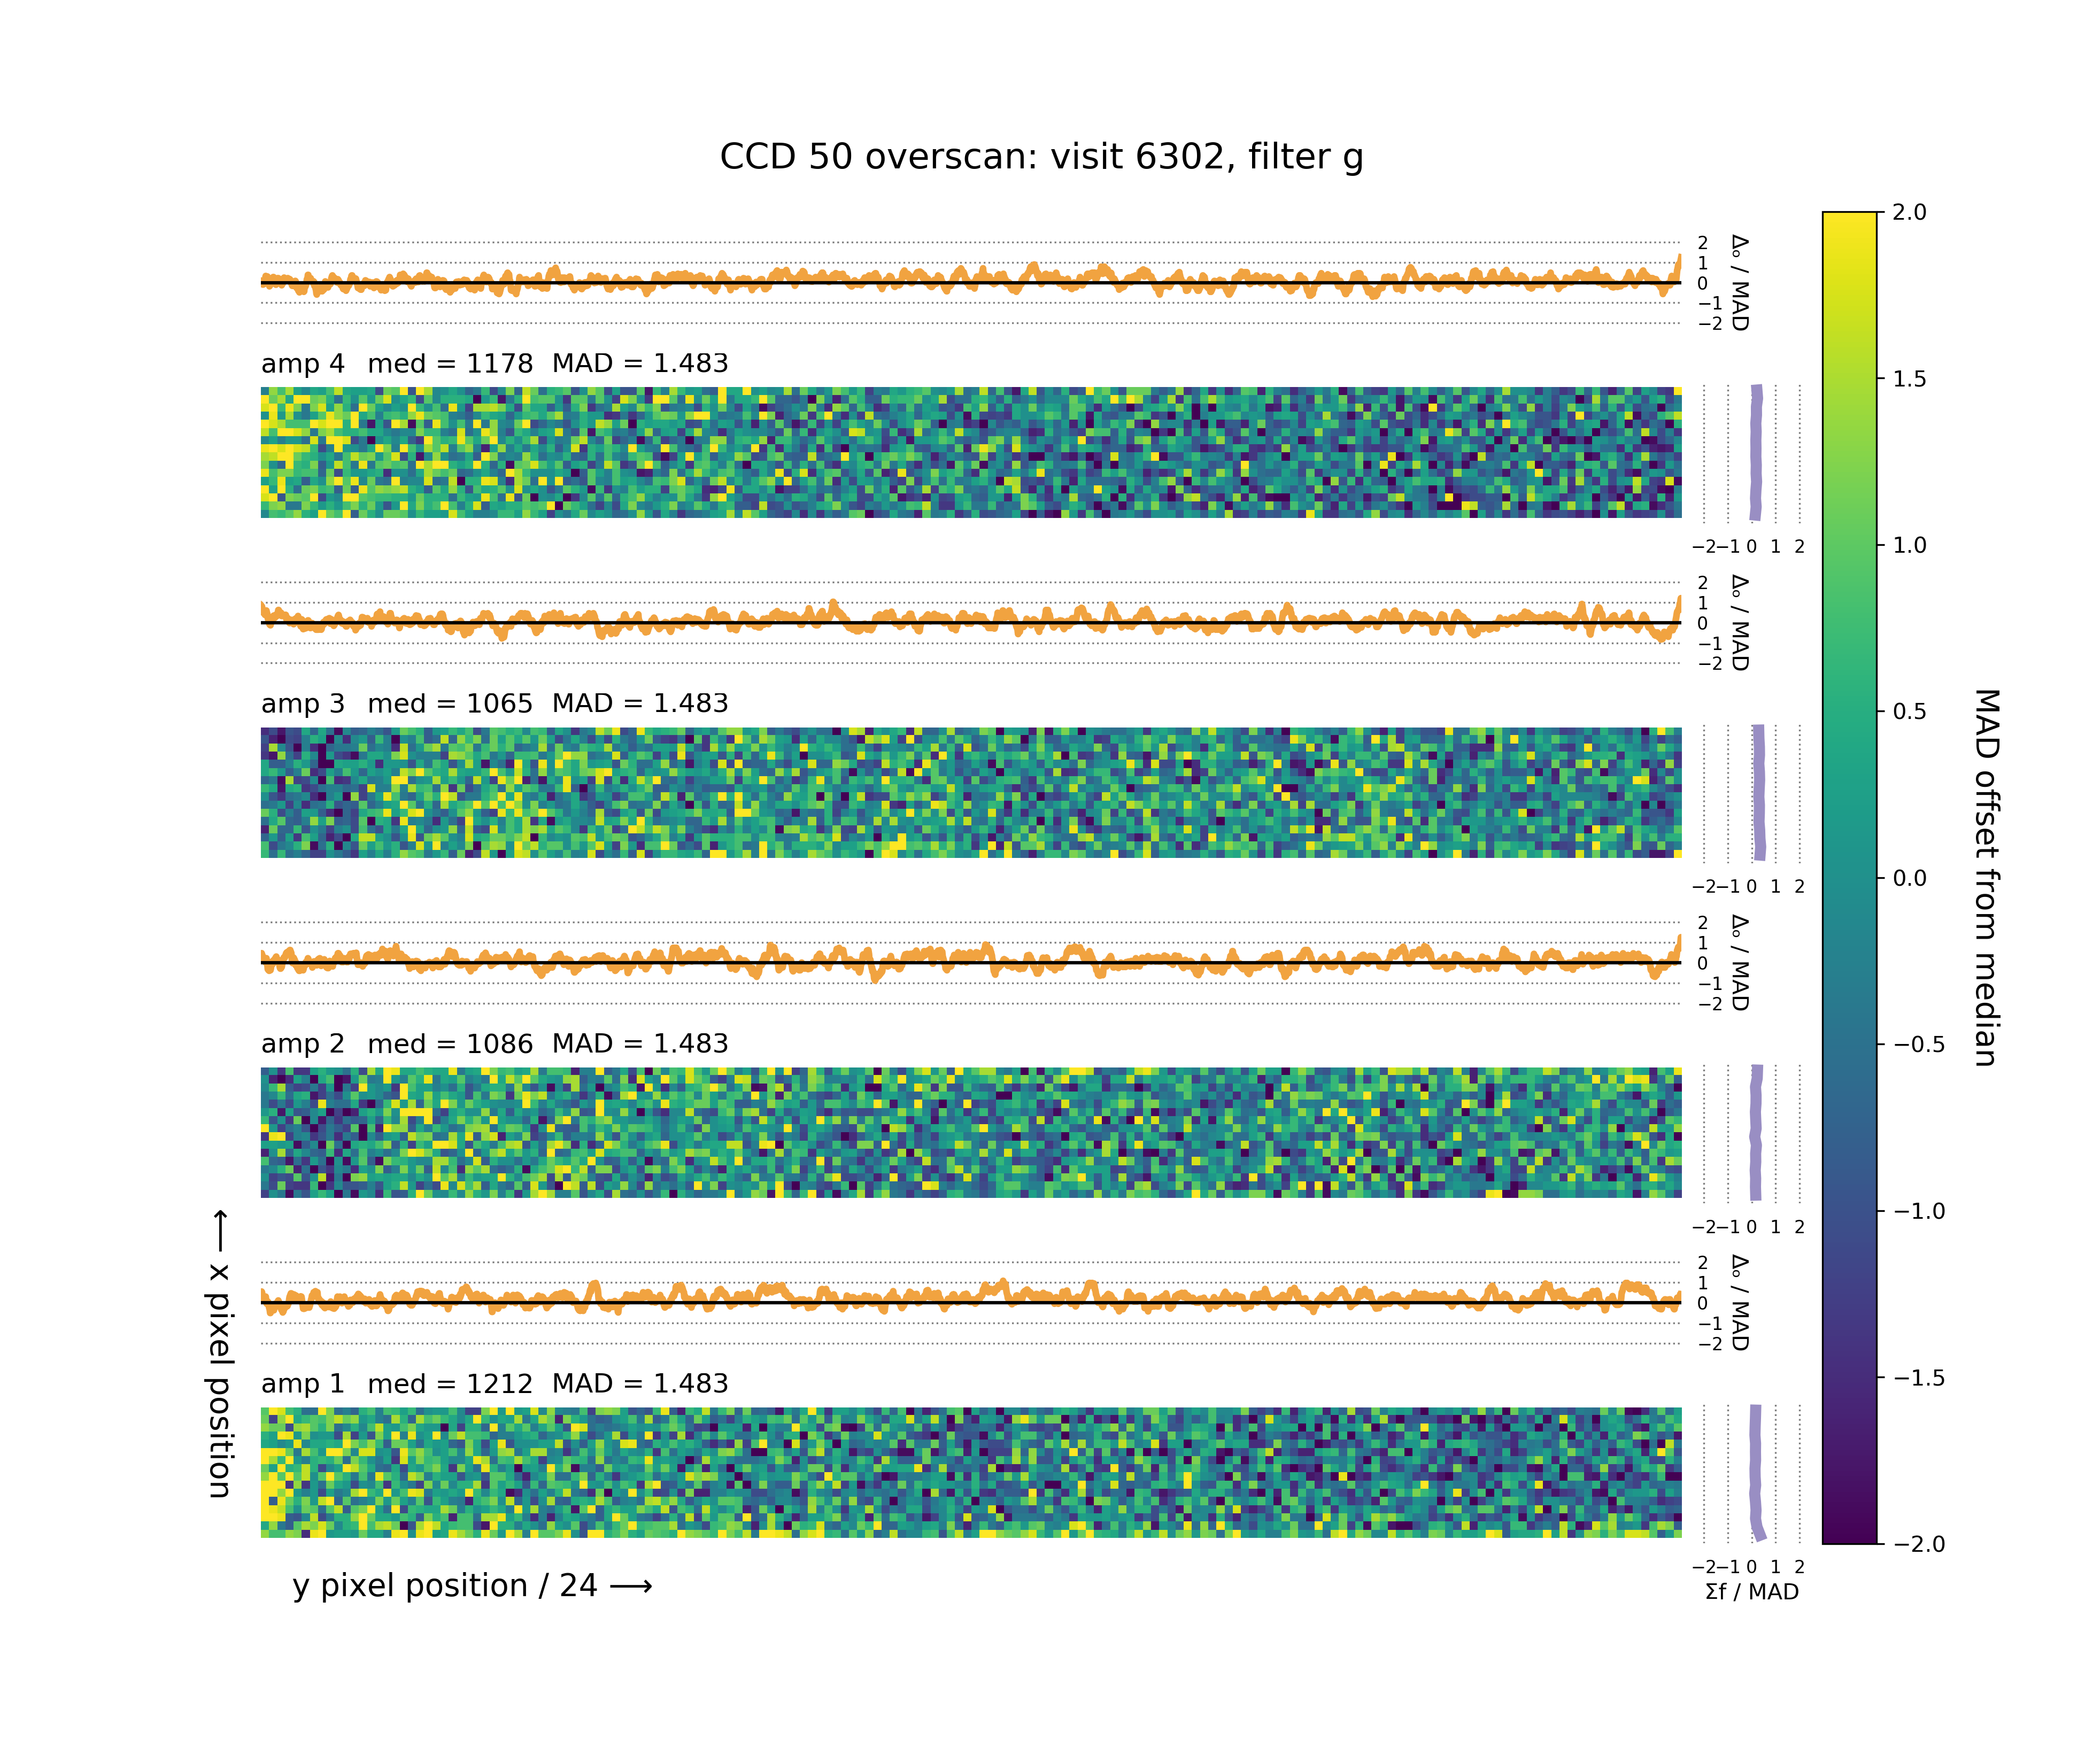 CCD 50 overscan: visit 6302, filter g
2
1
0
−1
−2
Δₒ / MAD
amp 4 med = 1178 MAD = 1.483
−2 −1 0 1 2
2
1
0
−1
−2
Δₒ / MAD
amp 3 med = 1065 MAD = 1.483
−2 −1 0 1 2
2
1
0
−1
−2
Δₒ / MAD
amp 2 med = 1086 MAD = 1.483
−2 −1 0 1 2
2
1
0
−1
−2
Δₒ / MAD
amp 1 med = 1212 MAD = 1.483
−2 −1 0 1 2
Σf / MAD
y pixel position / 24 ⟶
⟵ x pixel position
2.0
1.5
1.0
0.5
0.0
−0.5
−1.0
−1.5
−2.0
MAD offset from median